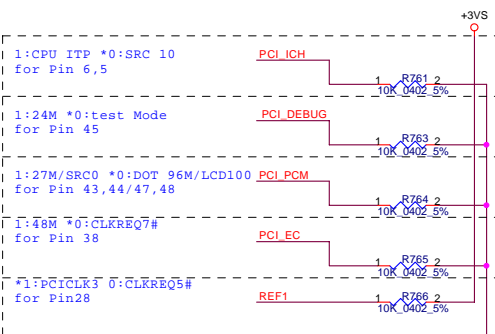 +3VS
1:CPU ITP *0:SRC 10
for Pin 6,5
PCI_ICH
1 R761 2
10K_0402_5%
1:24M *0:test Mode
for Pin 45
PCI_DEBUG
1 R763 2
10K_0402_5%
1:27M/SRC0 *0:DOT 96M/LCD100
for Pin 43,44/47,48
PCI_PCM
1 R764 2
10K_0402_5%
1:48M *0:CLKREQ7#
for Pin 38
PCI_EC
1 R765 2
10K_0402_5%
*1:PCICLK3 0:CLKREQ5#
for Pin28
REF1
1 R766 2
10K_0402_5%